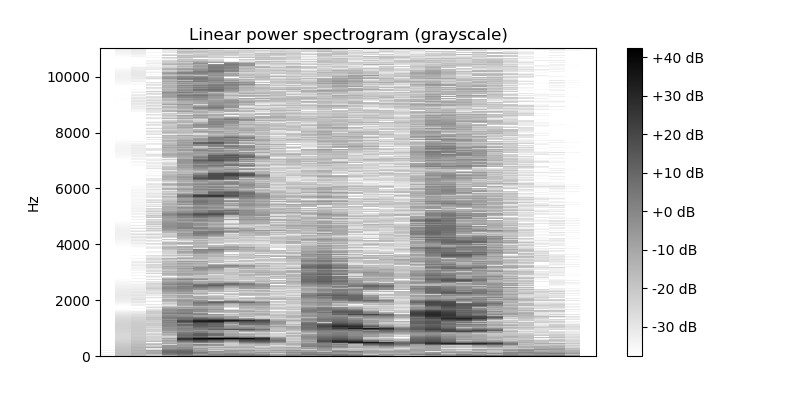 Linear power spectrogram (grayscale)
Hz
10000
8000
6000
4000
2000
0
+40 dB
+30 dB
+20 dB
+10 dB
+0 dB
-10 dB
-20 dB
-30 dB